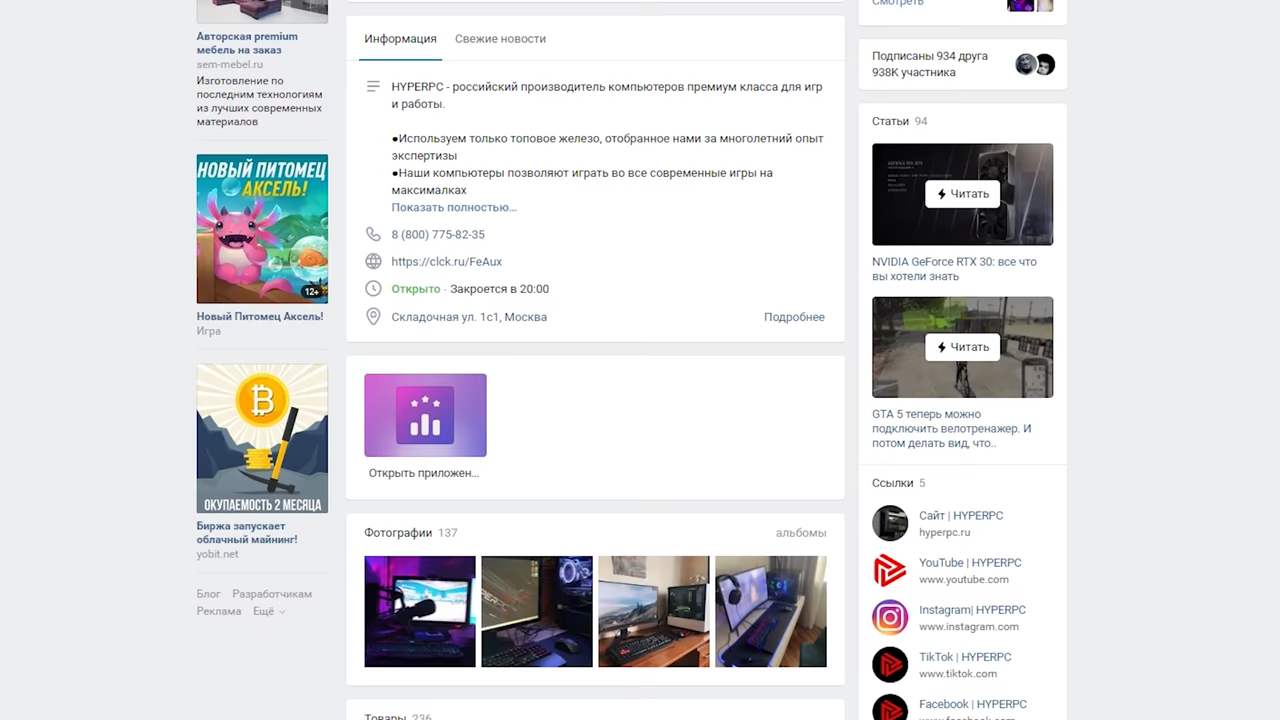 Авторская premium
мебель на заказ
sem-mebel.ru
Изготовление по
последним технологиям
из лучших современных
материалов
НОВЫЙ ПИТОМЕЦ
АКСЕЛЬ!
12+
Новый Питомец Аксель!
Игра
ОКУПАЕМОСТЬ 2 МЕСЯЦА
Биржа запускает
облачный майнинг!
yobit.net
Блог Разработчикам
Реклама Ещё
Информация Свежие новости
HYPERPC - российский производитель компьютеров премиум класса для игр
и работы.
●Используем только топовое железо, отобранное нами за многолетний опыт
экспертизы
●Наши компьютеры позволяют играть во все современные игры на
максималках
Показать полностью...
8 (800) 775-82-35
https://clck.ru/FeAux
Открыто · Закроется в 20:00
Складочная ул. 1с1, Москва Подробнее
Открыть приложен...
Фотографии 137 альбомы
Товары 236
Смотреть
Подписаны 934 друга
938K участника
Статьи 94
Читать
NVIDIA GeForce RTX 30: все что
вы хотели знать
Читать
GTA 5 теперь можно
подключить велотренажер. И
потом делать вид, что..
Ссылки 5
Сайт | HYPERPC
hyperpc.ru
YouTube | HYPERPC
www.youtube.com
Instagram| HYPERPC
www.instagram.com
TikTok | HYPERPC
www.tiktok.com
Facebook | HYPERPC
www.facebook.com